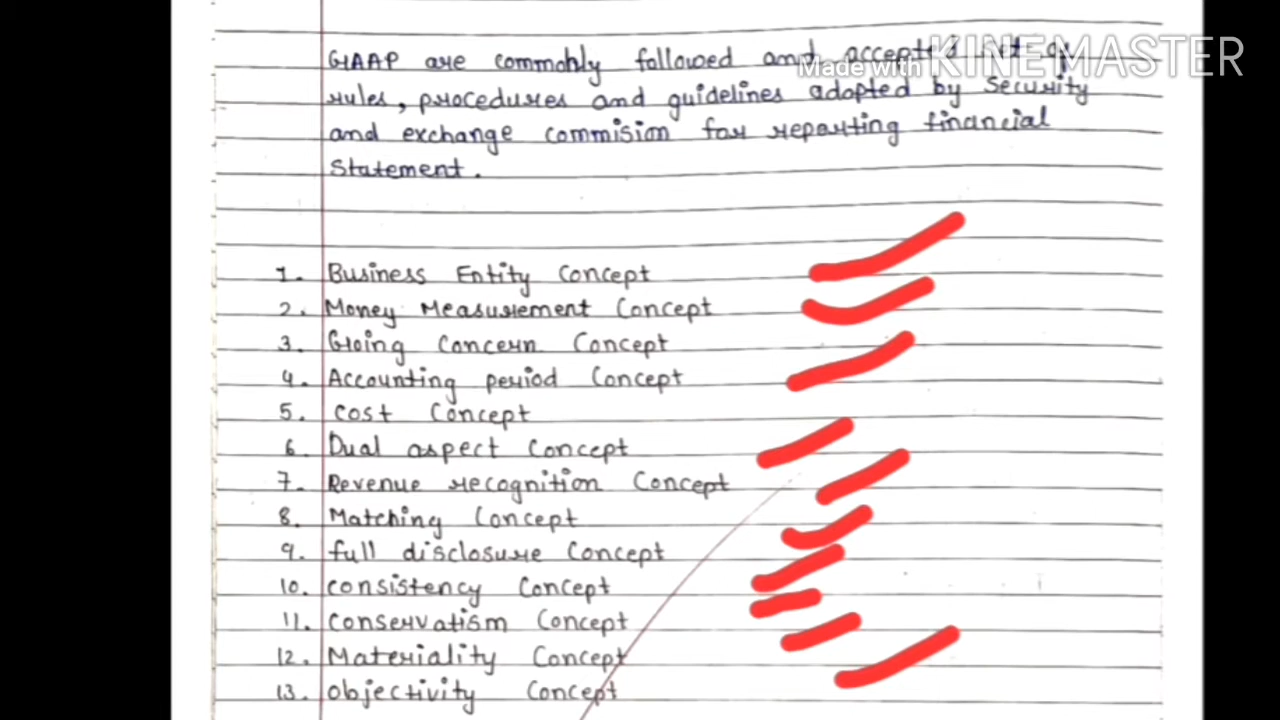 GAAP are commonly followed and accepted set of
rules, procedures and guidelines adopted by Security
and exchange commision for reporting financial
Statement.
Made with KINEMASTER
1. Business Entity Concept
2. Money Measurement Concept
3. Going Concern Concept
4. Accounting period Concept
5. Cost Concept
6. Dual aspect Concept
7. Revenue recognition Concept
8. Matching Concept
9. full disclosure Concept
10. Consistency Concept
11. Conservatism Concept
12. Materiality Concept
13. Objectivity Concept